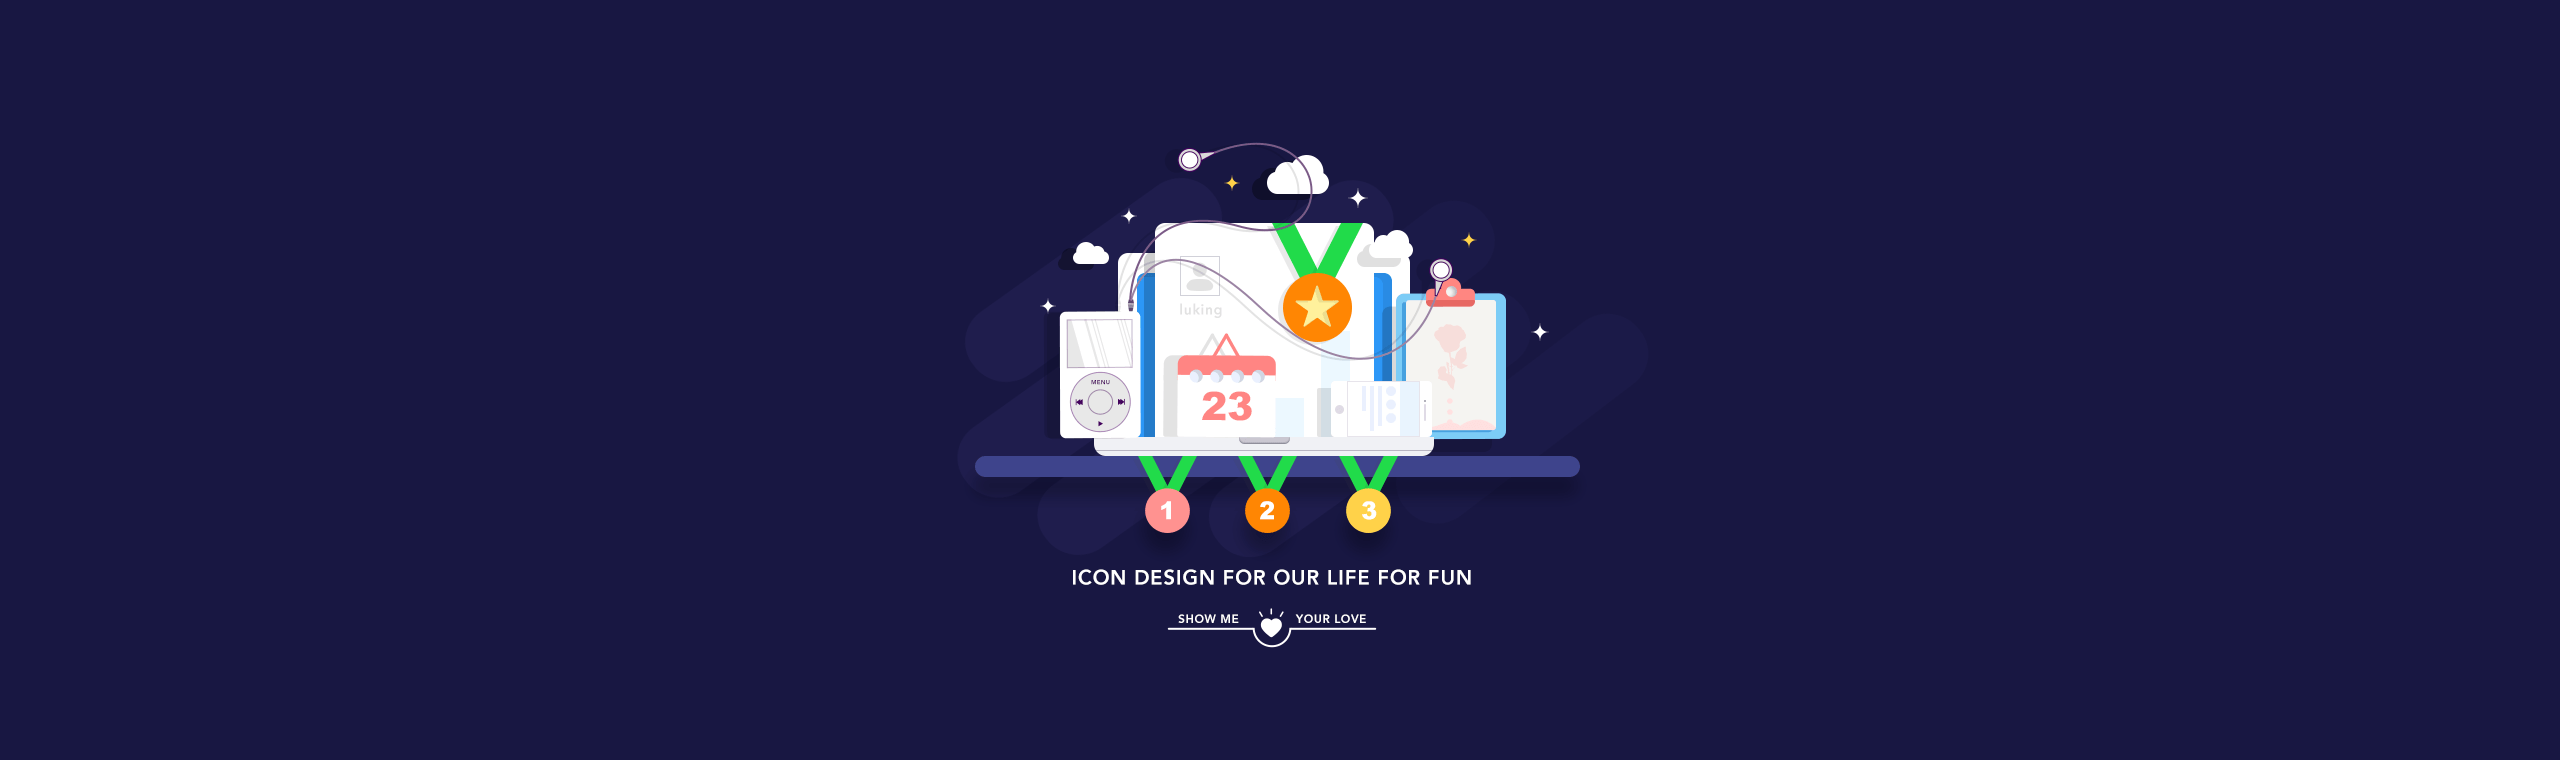 luking
MENU
23
1 2 3
ICON DESIGN FOR OUR LIFE FOR FUN
SHOW ME YOUR LOVE